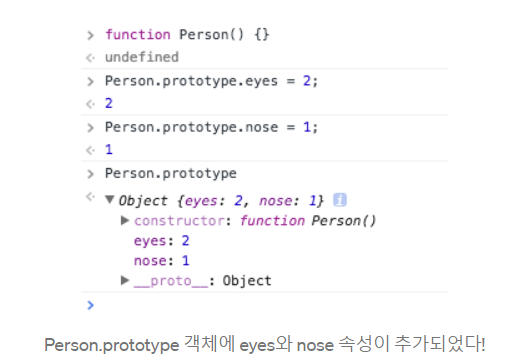 > function Person() {}
<· undefined
> Person.prototype.eyes = 2;
<· 2
> Person.prototype.nose = 1;
<· 1
> Person.prototype
<· ▼ Object {eyes: 2, nose: 1} i
▶ constructor: function Person()
eyes: 2
nose: 1
▶ __proto__: Object
>
Person.prototype 객체에 eyes와 nose 속성이 추가되었다!